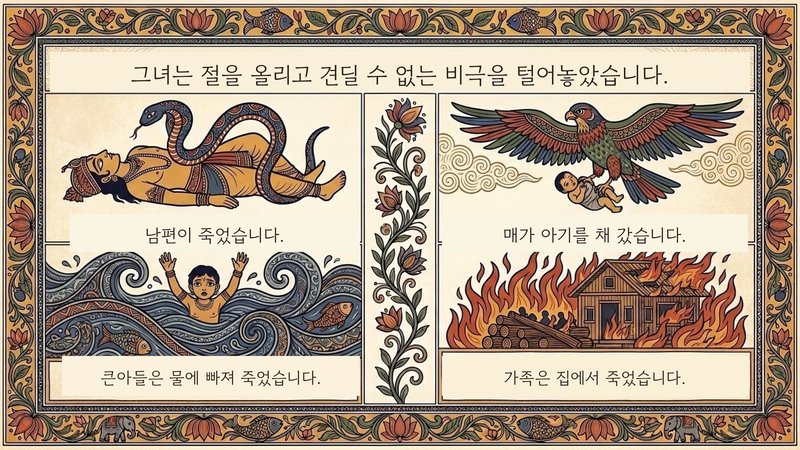 그녀는 절을 올리고 견딜 수 없는 비극을 털어놓았습니다.
남편이 죽었습니다.
매가 아기를 채 갔습니다.
큰아들은 물에 빠져 죽었습니다.
가족은 집에서 죽었습니다.